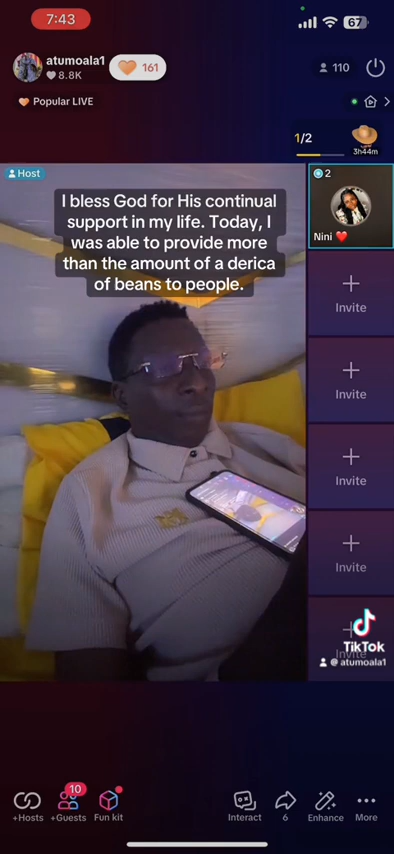 7:43
67
atumoala1
8.8K
161
110
Popular LIVE
1/2
3h44m
Host
I bless God for His continual
support in my life. Today, I
was able to provide more
than the amount of a derica
of beans to people.
2
Nini ❤️
Invite
Invite
Invite
Invite
Invite
TikTok
@atumoala1
10
+Hosts
+Guests
Fun kit
Interact
6
Enhance
More